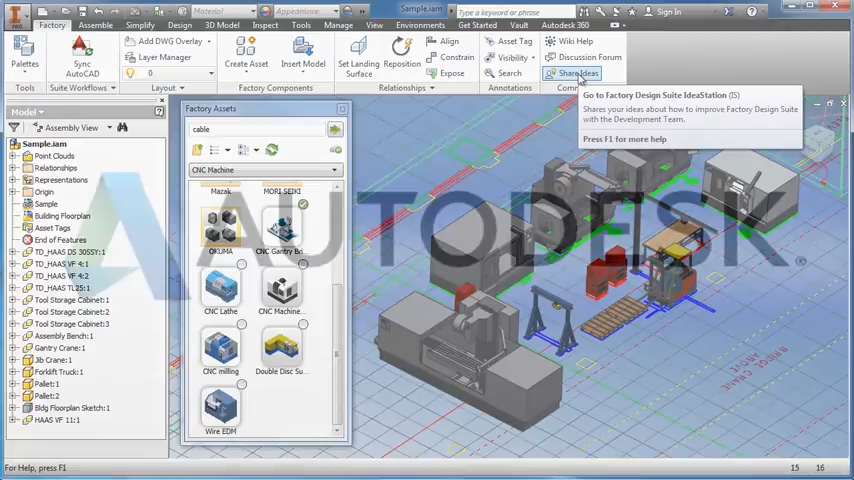 PRO
Material
Appearance
Sample.iam
Type a keyword or phrase
Sign In
Factory
Assemble
Simplify
Design
3D Model
Inspect
Tools
Manage
View
Environments
Get Started
Vault
Autodesk 360
Palettes
Sync
AutoCAD
Add DWG Overlay
Layer Manager
0
Create Asset
Insert Model
Set Landing
Surface
Reposition
Align
Constrain
Expose
Asset Tag
Visibility
Search
Wiki Help
Discussion Forum
Share Ideas
Tools
Suite Workflows
Factory Components
Relationships
Annotations
Comm
Go to Factory Design Suite IdeaStation (IS)
Shares your ideas about how to improve Factory Design Suite
with the Development Team.
Press F1 for more help
Model
Assembly View
Sample.iam
Point Clouds
Relationships
Representations
Origin
Sample
Building Floorplan
Asset Tags
End of Features
TD_HAAS DS 30SSY:1
TD_HAAS VF 4:1
TD_HAAS VF 4:2
TD_HAAS TL25:1
Tool Storage Cabinet:1
Tool Storage Cabinet:2
Tool Storage Cabinet:3
Assembly Bench:1
Gantry Crane:1
Jib Crane:1
Forklift Truck:1
Pallet:1
Pallet:2
Bldg Floorplan Sketch:1
HAAS VF 11:1
Factory Assets
cable
CNC Machine
Mazak
MORI SEIKI
OKUMA
CNC Gantry Bri...
CNC Lathe
CNC Machine...
CNC milling
Double Disc Su...
Wire EDM
AUTODESK®
BRIDGE CRANE
For Help, press F1
15
16